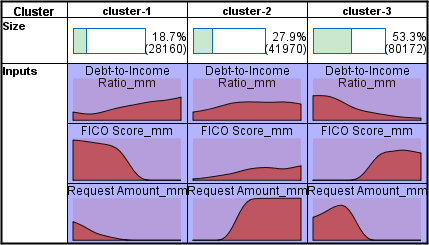 Cluster cluster-1 cluster-2 cluster-3
Size 18.7% 27.9% 53.3%
(28160) (41970) (80172)
Inputs Debt-to-Income Debt-to-Income Debt-to-Income
Ratio_mm Ratio_mm Ratio_mm
FICO Score_mm FICO Score_mm FICO Score_mm
Request Amount_mm Request Amount_mm Request Amount_mm